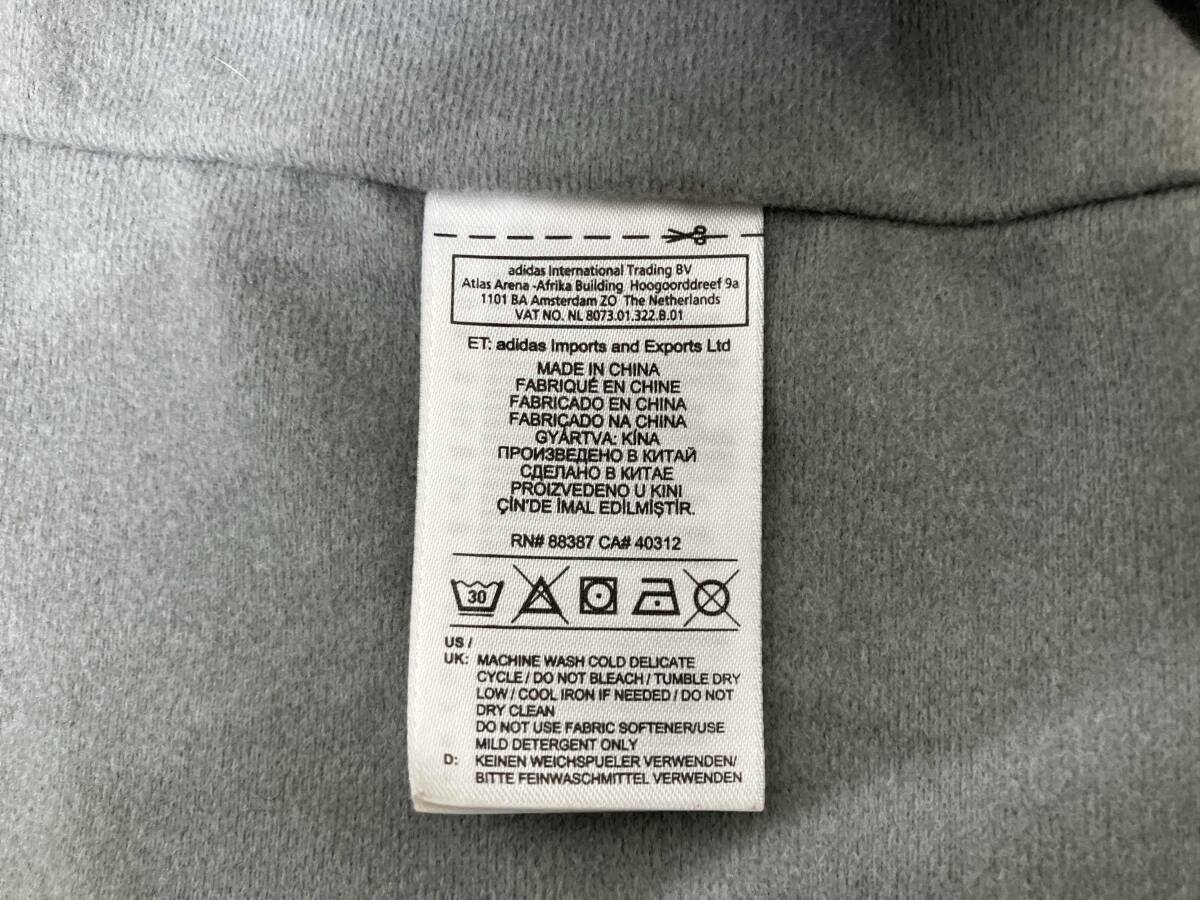 adidas International Trading BV
Atlas Arena -Afrika Building Hoogoorddreef 9a
1101 BA Amsterdam ZO The Netherlands
VAT NO. NL 8073.01.322.B.01
ET: adidas Imports and Exports Ltd
MADE IN CHINA
FABRIQUÉ EN CHINE
FABRICADO EN CHINA
FABRICADO NA CHINA
GYÁRTVA: KÍNA
ПРОИЗВЕДЕНО В КИТАЙ
СДЕЛАНО В КИТАЕ
PROIZVEDENO U KINI
ÇİN'DE İMAL EDİLMİŞTİR.
RN# 88387 CA# 40312
30
US /
UK: MACHINE WASH COLD DELICATE
CYCLE / DO NOT BLEACH / TUMBLE DRY
LOW / COOL IRON IF NEEDED / DO NOT
DRY CLEAN
DO NOT USE FABRIC SOFTENER/USE
MILD DETERGENT ONLY
D: KEINEN WEICHSPUELER VERWENDEN/
BITTE FEINWASCHMITTEL VERWENDEN